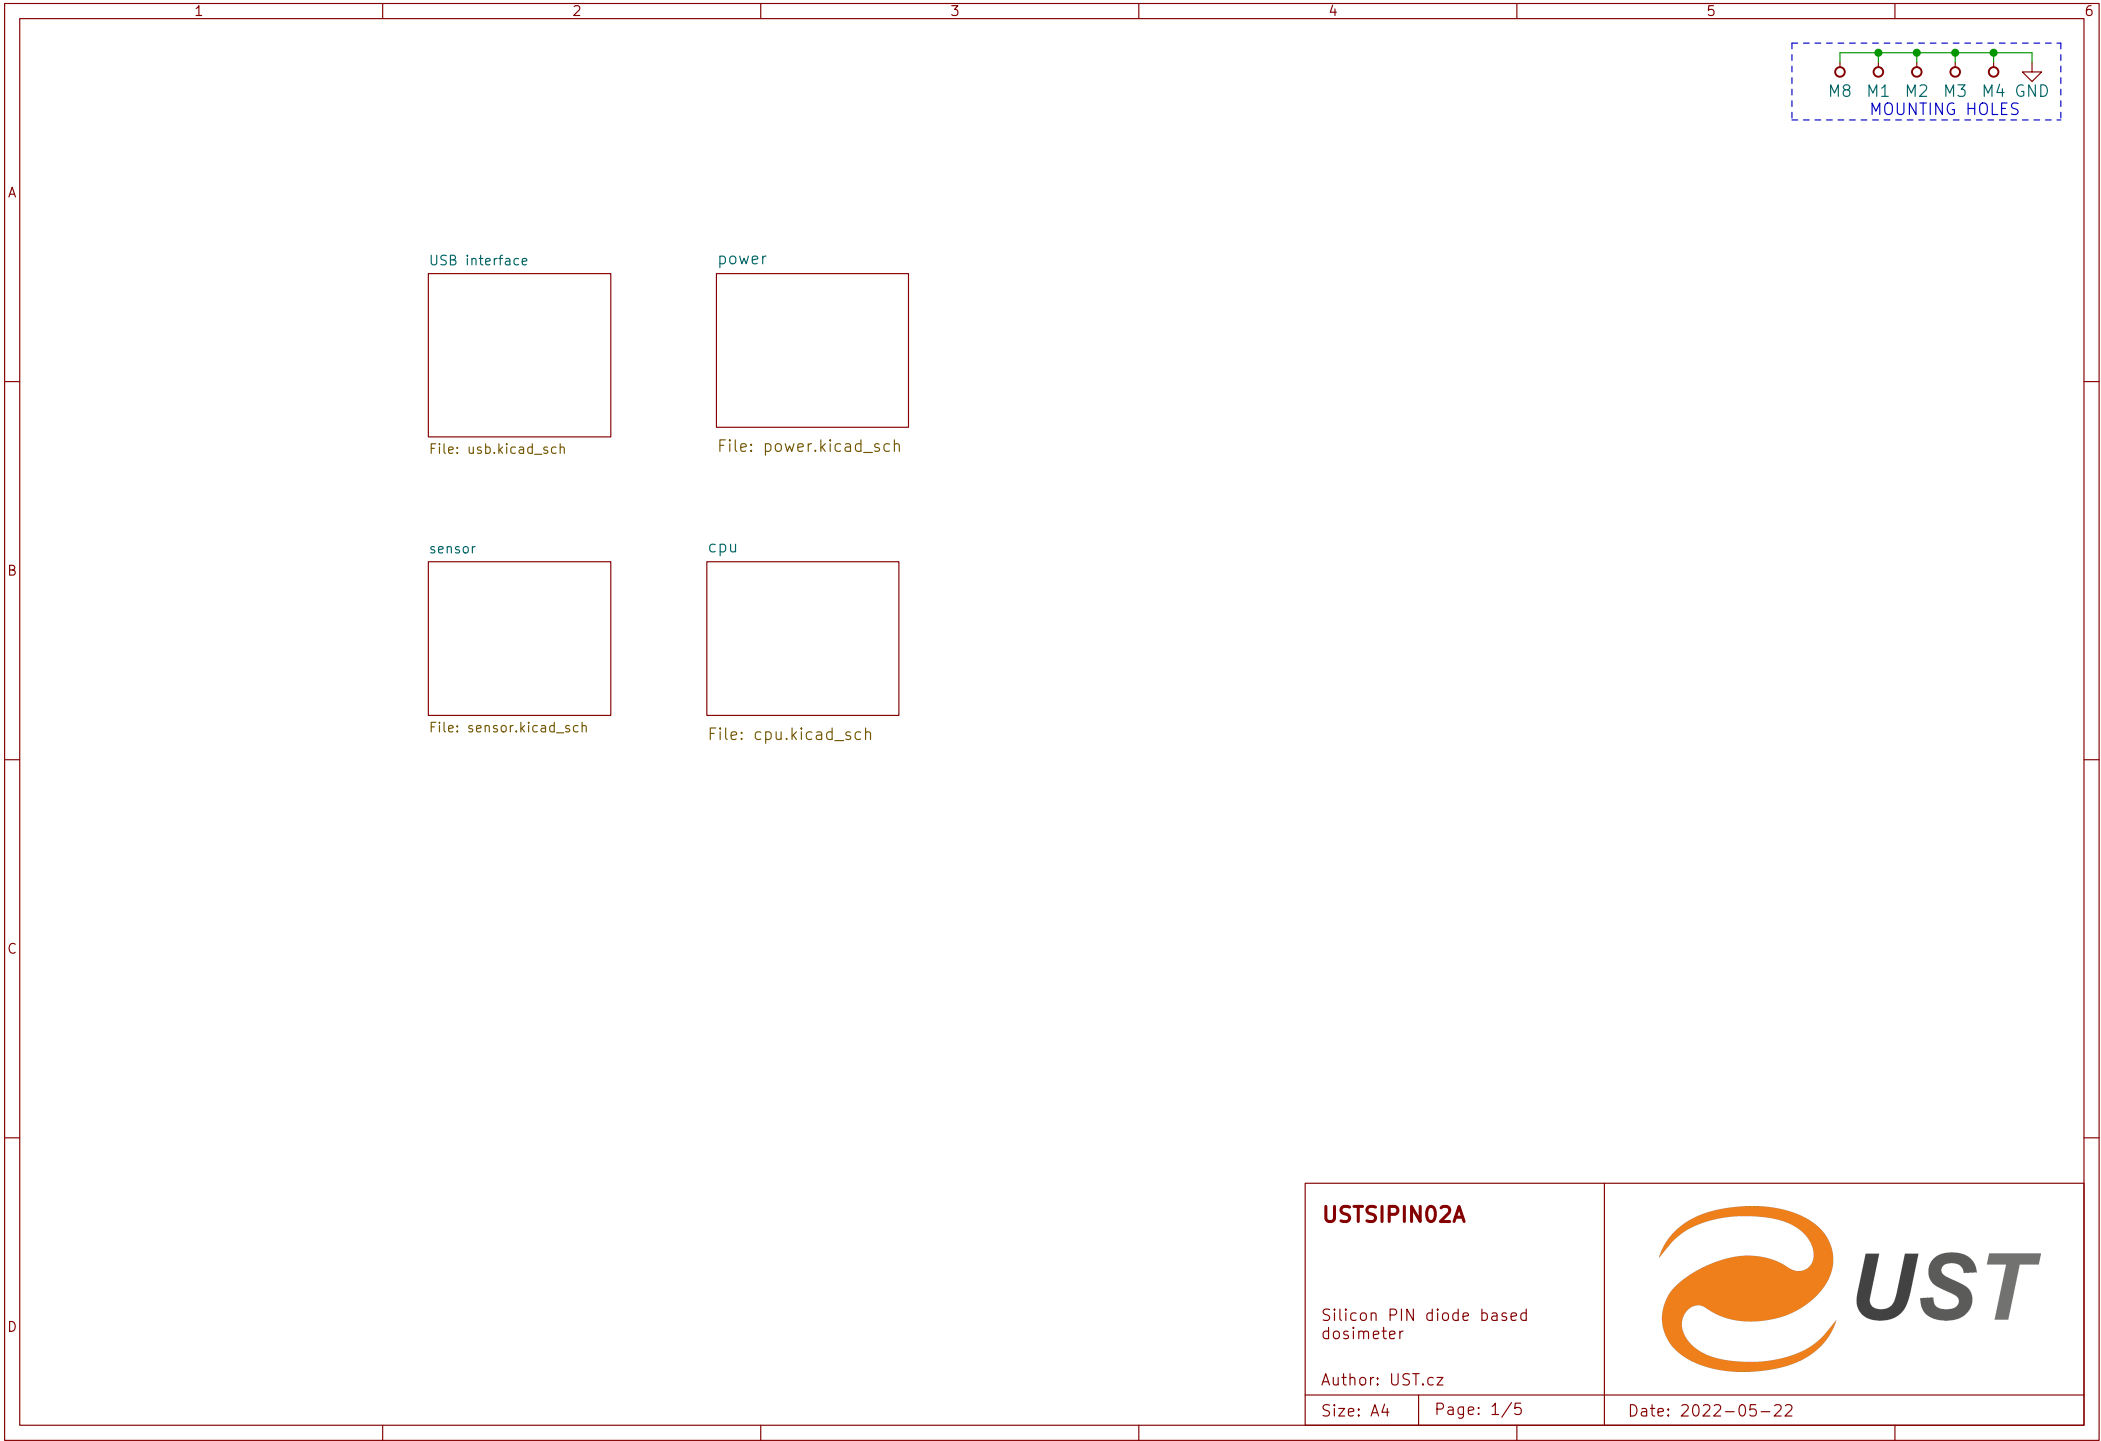 1 2 3 4 5 6
M8 M1 M2 M3 M4 GND
MOUNTING HOLES
A
USB interface power
File: usb.kicad_sch File: power.kicad_sch
sensor cpu
B
File: sensor.kicad_sch File: cpu.kicad_sch
C
USTSIPIN02A
UST
Silicon PIN diode based
dosimeter
D
Author: UST.cz
Size: A4 Page: 1/5 Date: 2022-05-22